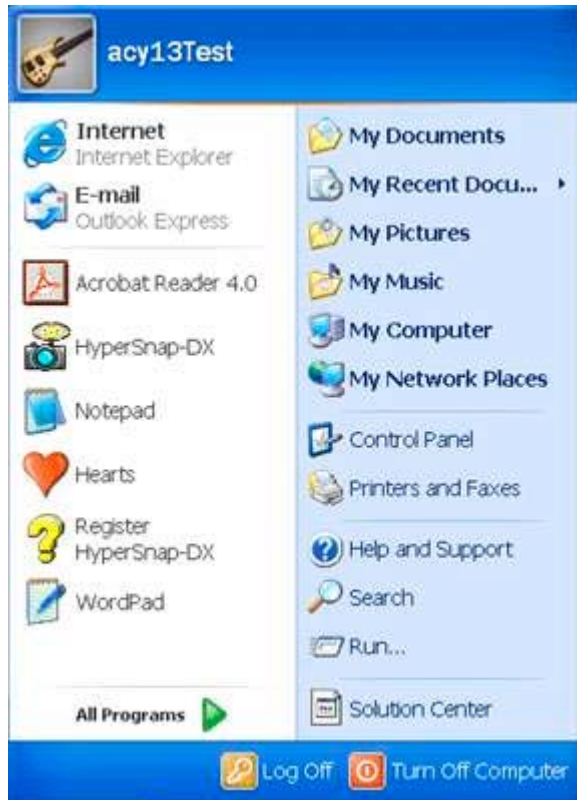 acy13Test
Internet
Internet Explorer
E-mail
Outlook Express
Acrobat Reader 4.0
HyperSnap-DX
Notepad
Hearts
Register
HyperSnap-DX
WordPad
All Programs
My Documents
My Recent Docu...
My Pictures
My Music
My Computer
My Network Places
Control Panel
Printers and Faxes
Help and Support
Search
Run...
Solution Center
Log Off
Turn Off Computer